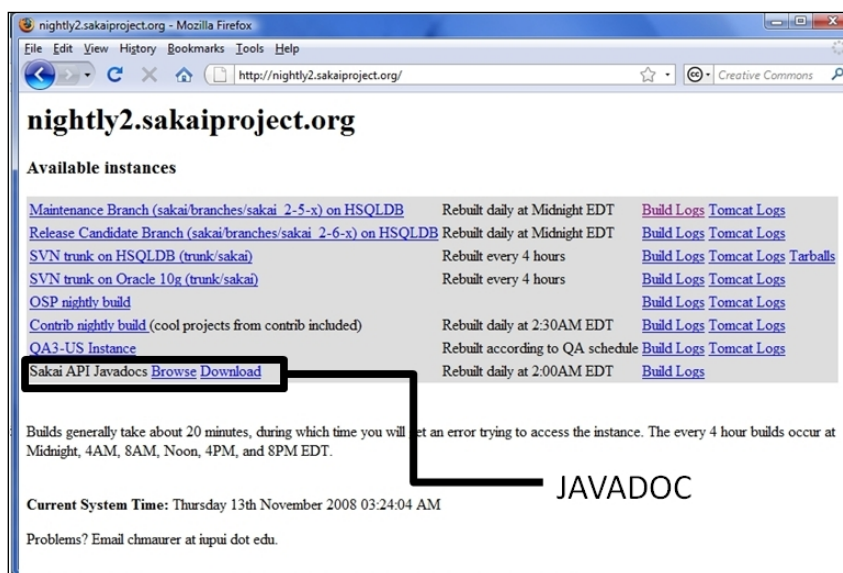 nightly2.sakaiproject.org - Mozilla Firefox
File Edit View History Bookmarks Tools Help
http://nightly2.sakaiproject.org/
cc Creative Commons
nightly2.sakaiproject.org
Available instances
Maintenance Branch (sakai/branches/sakai_2-5-x) on HSQLDB Rebuilt daily at Midnight EDT Build Logs Tomcat Logs
Release Candidate Branch (sakai/branches/sakai_2-6-x) on HSQLDB Rebuilt daily at Midnight EDT Build Logs Tomcat Logs
SVN trunk on HSQLDB (trunk/sakai) Rebuilt every 4 hours Build Logs Tomcat Logs Tarballs
SVN trunk on Oracle 10g (trunk/sakai) Rebuilt every 4 hours Build Logs Tomcat Logs
OSP nightly build Build Logs Tomcat Logs
Contrib nightly build (cool projects from contrib included) Rebuilt daily at 2:30AM EDT Build Logs Tomcat Logs
QA3-US Instance Rebuilt according to QA schedule Build Logs Tomcat Logs
Sakai API Javadocs Browse Download Rebuilt daily at 2:00AM EDT Build Logs
Builds generally take about 20 minutes, during which time you will et an error trying to access the instance. The every 4 hour builds occur at
Midnight, 4AM, 8AM, Noon, 4PM, and 8PM EDT.
JAVADOC
Current System Time: Thursday 13th November 2008 03:24:04 AM
Problems? Email chmaurer at iupui dot edu.